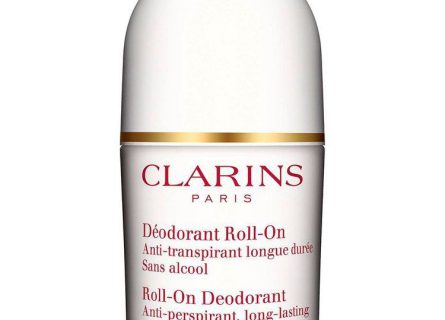 CLARINS
PARIS
Déodorant Roll-On
Anti-transpirant longue durée
Sans alcool
Roll-On Deodorant
Anti-perspirant, long-lasting